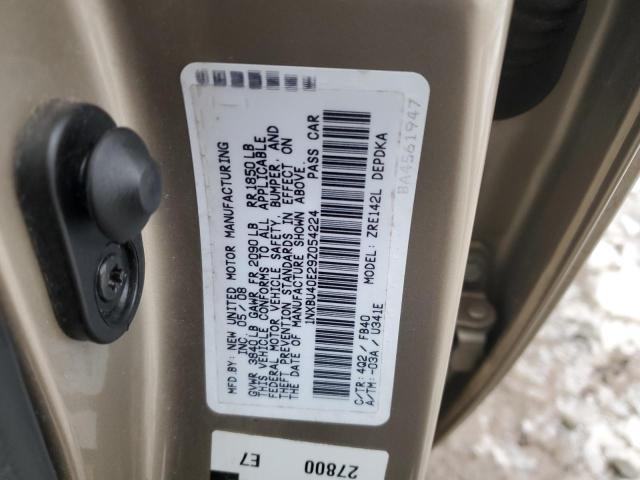 MFD. BY: NEW UNITED MOTOR MANUFACTURING
INC 05/08
GVWR 3840LB GAWR FR 2090LB RR 1850LB
THIS VEHICLE CONFORMS TO ALL APPLICABLE
FEDERAL MOTOR VEHICLE SAFETY, BUMPER, AND
THEFT PREVENTION STANDARDS IN EFFECT ON
THE DATE OF MANUFACTURE SHOWN ABOVE.
1NXBU40E29Z054224 PASS CAR
MODEL: ZRE142L DEPDKA
C/TR: 4Q2 / FB40
A/TM: -03A / U341E
BA4561947
27800
E7